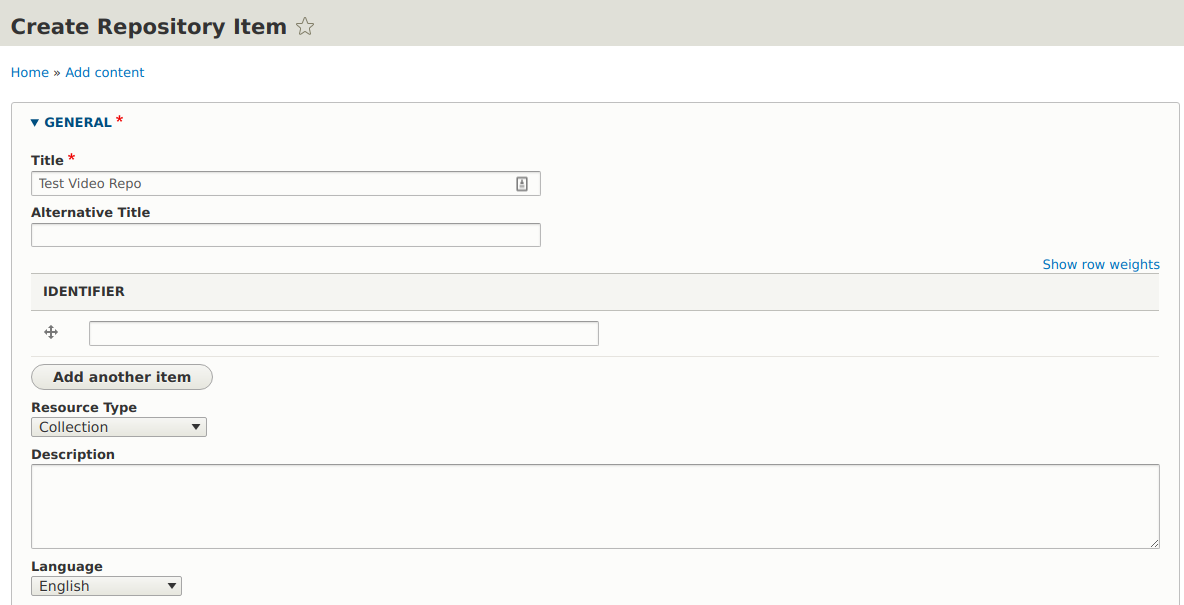 Create Repository Item
Home » Add content
GENERAL *
Title *
Test Video Repo
Alternative Title
Show row weights
IDENTIFIER
Add another item
Resource Type
Collection
Description
Language
English